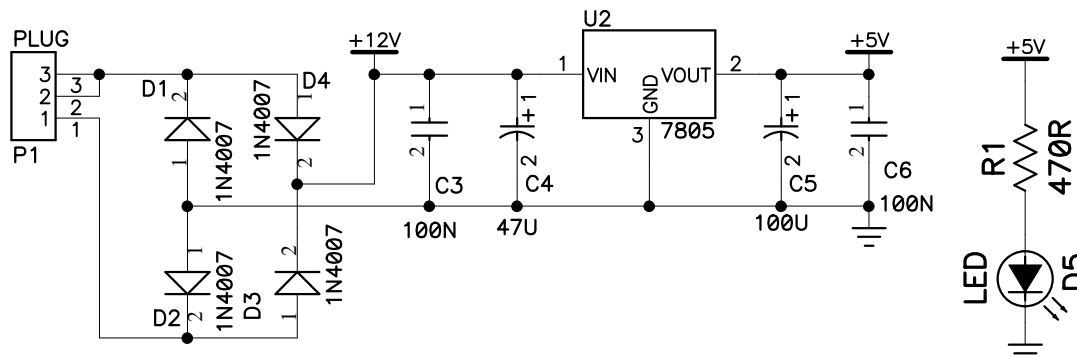 PLUG
3
2
1
3
2
1
P1
D1
2
1
1N4007
D4
1
2
1N4007
D2
1
2
1N4007
D3
2
1
1N4007
+12V
1
2
C3
100N
+1
2
C4
47U
U2
1
VIN
VOUT
2
GND
3
7805
+1
2
C5
100U
+5V
1
2
C6
100N
+5V
R1
470R
LED
D5